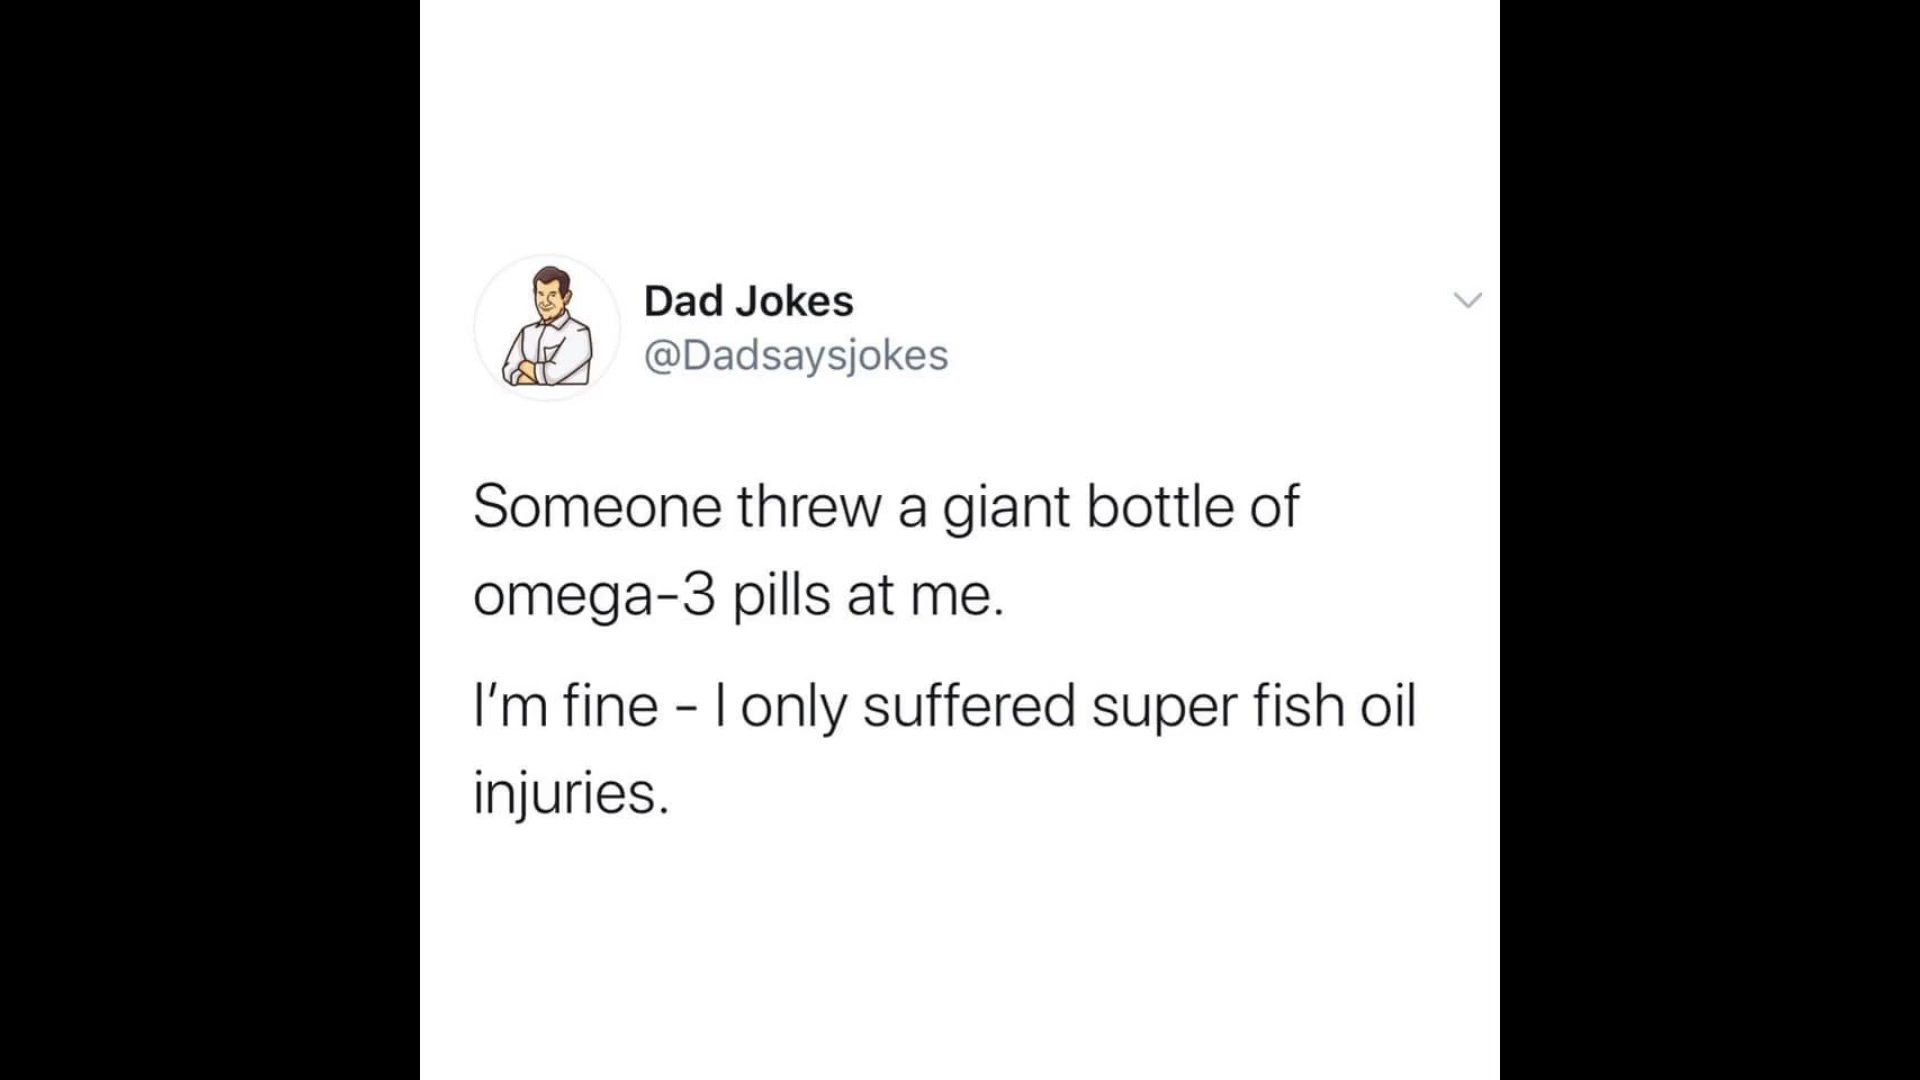 Dad Jokes
@Dadsaysjokes
Someone threw a giant bottle of
omega-3 pills at me.
I’m fine - I only suffered super fish oil
injuries.